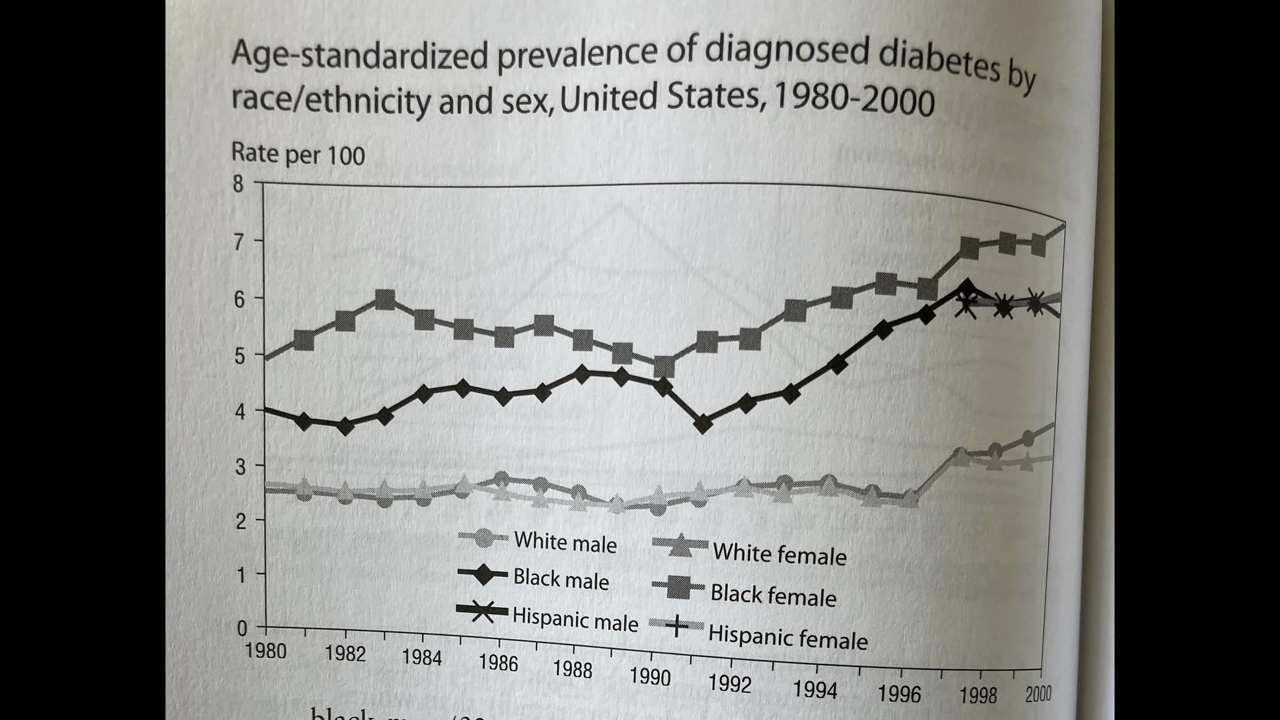 Age-standardized prevalence of diagnosed diabetes by
race/ethnicity and sex, United States, 1980-2000
Rate per 100
8
7
6
5
4
3
2
1
0
White male
White female
Black male
Black female
Hispanic male
Hispanic female
1980 1982 1984 1986 1988 1990 1992 1994 1996 1998 2000